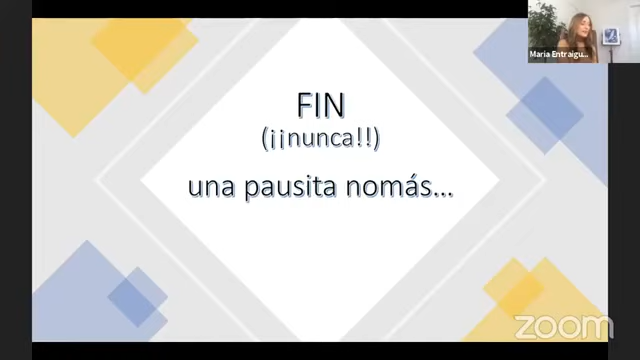 FIN
(¡¡nunca!!)
una pausita nomás...
Maria Entraigu...
zoom